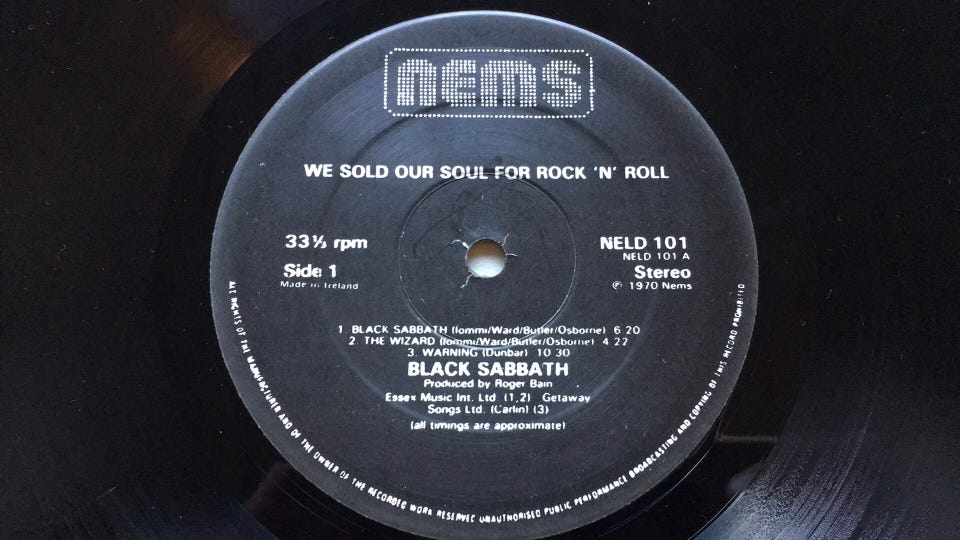 nems
WE SOLD OUR SOUL FOR ROCK 'N' ROLL
33⅓ rpm
Side 1
Made in Ireland
NELD 101
NELD 101 A
Stereo
℗ 1970 Nems
1. BLACK SABBATH (Iommi/Ward/Butler/Osborne) 6 20
2. THE WIZARD (Iommi/Ward/Butler/Osborne) 4 22
3. WARNING (Dunbar) 10 30
BLACK SABBATH
Produced by Roger Bain
Essex Music Int. Ltd. (1,2) Getaway
Songs Ltd. (Carlin) (3)
(all timings are approximate)
ALL RIGHTS OF THE MANUFACTURER AND OF THE OWNER OF THE RECORDED WORK RESERVED UNAUTHORISED PUBLIC PERFORMANCE BROADCASTING AND COPYING OF THIS RECORD PROHIBITED